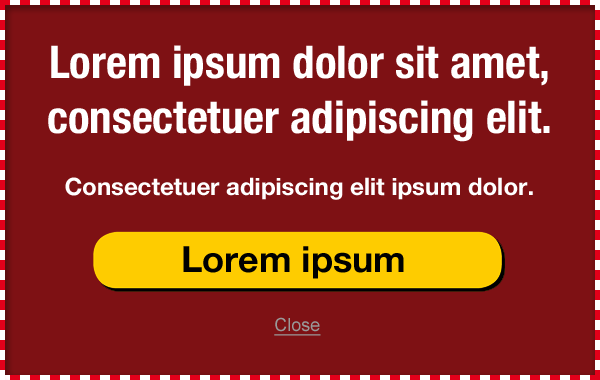 Lorem ipsum dolor sit amet,
consectetuer adipiscing elit.
Consectetuer adipiscing elit ipsum dolor.
Lorem ipsum
Close